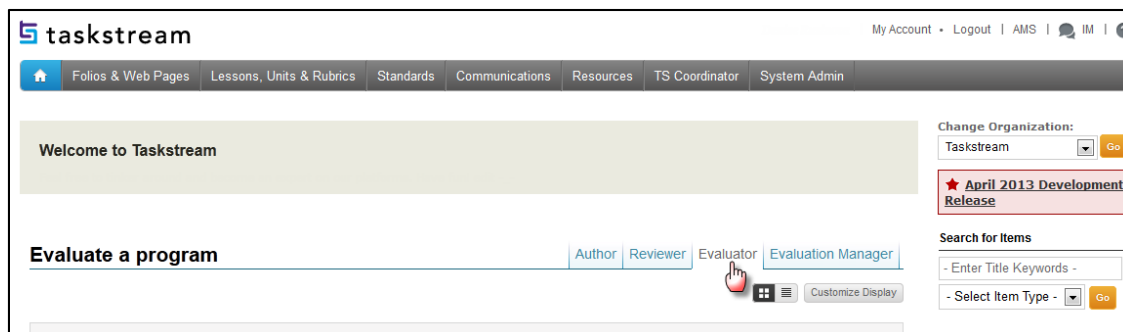 taskstream
My Account • Logout | AMS | IM |
Folios & Web Pages Lessons, Units & Rubrics Standards Communications Resources TS Coordinator System Admin
Welcome to Taskstream
Change Organization:
Taskstream Go
April 2013 Development
Release
Evaluate a program
Author Reviewer Evaluator Evaluation Manager
Customize Display
Search for Items
- Enter Title Keywords -
- Select Item Type - Go